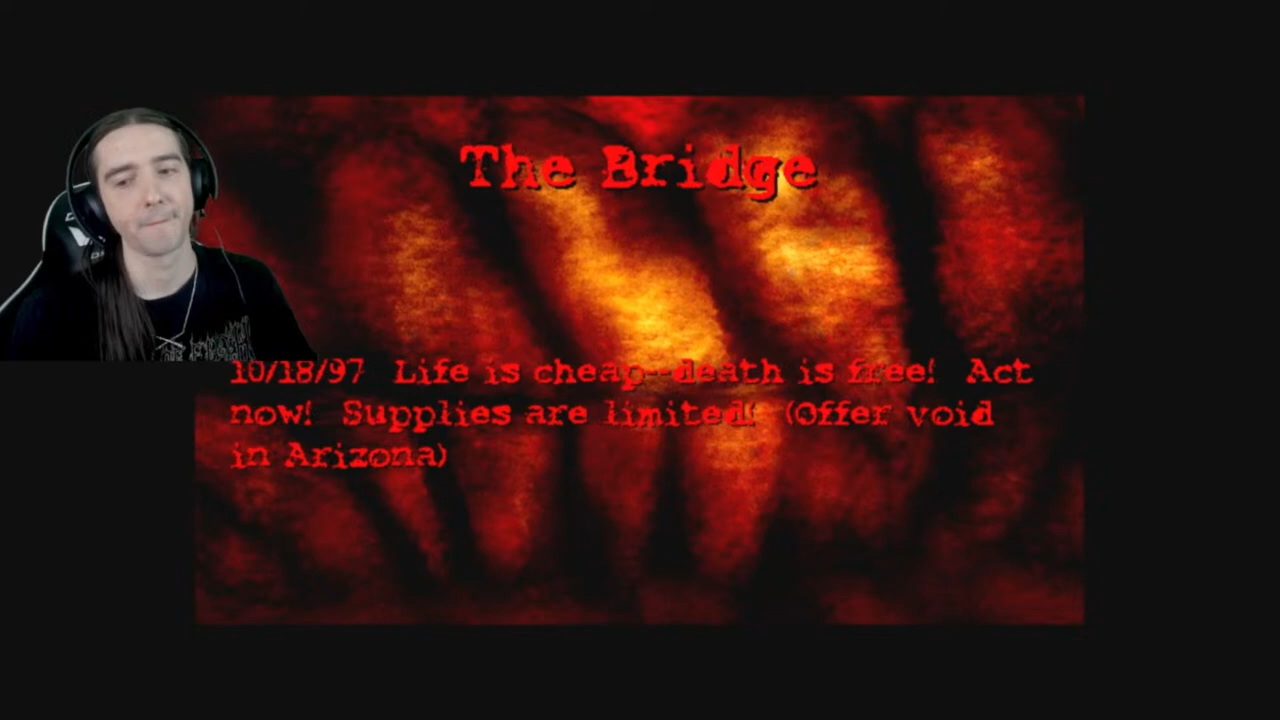 The Bridge
10/18/97 Life is cheap--death is free! Act
now! Supplies are limited! (Offer void
in Arizona)